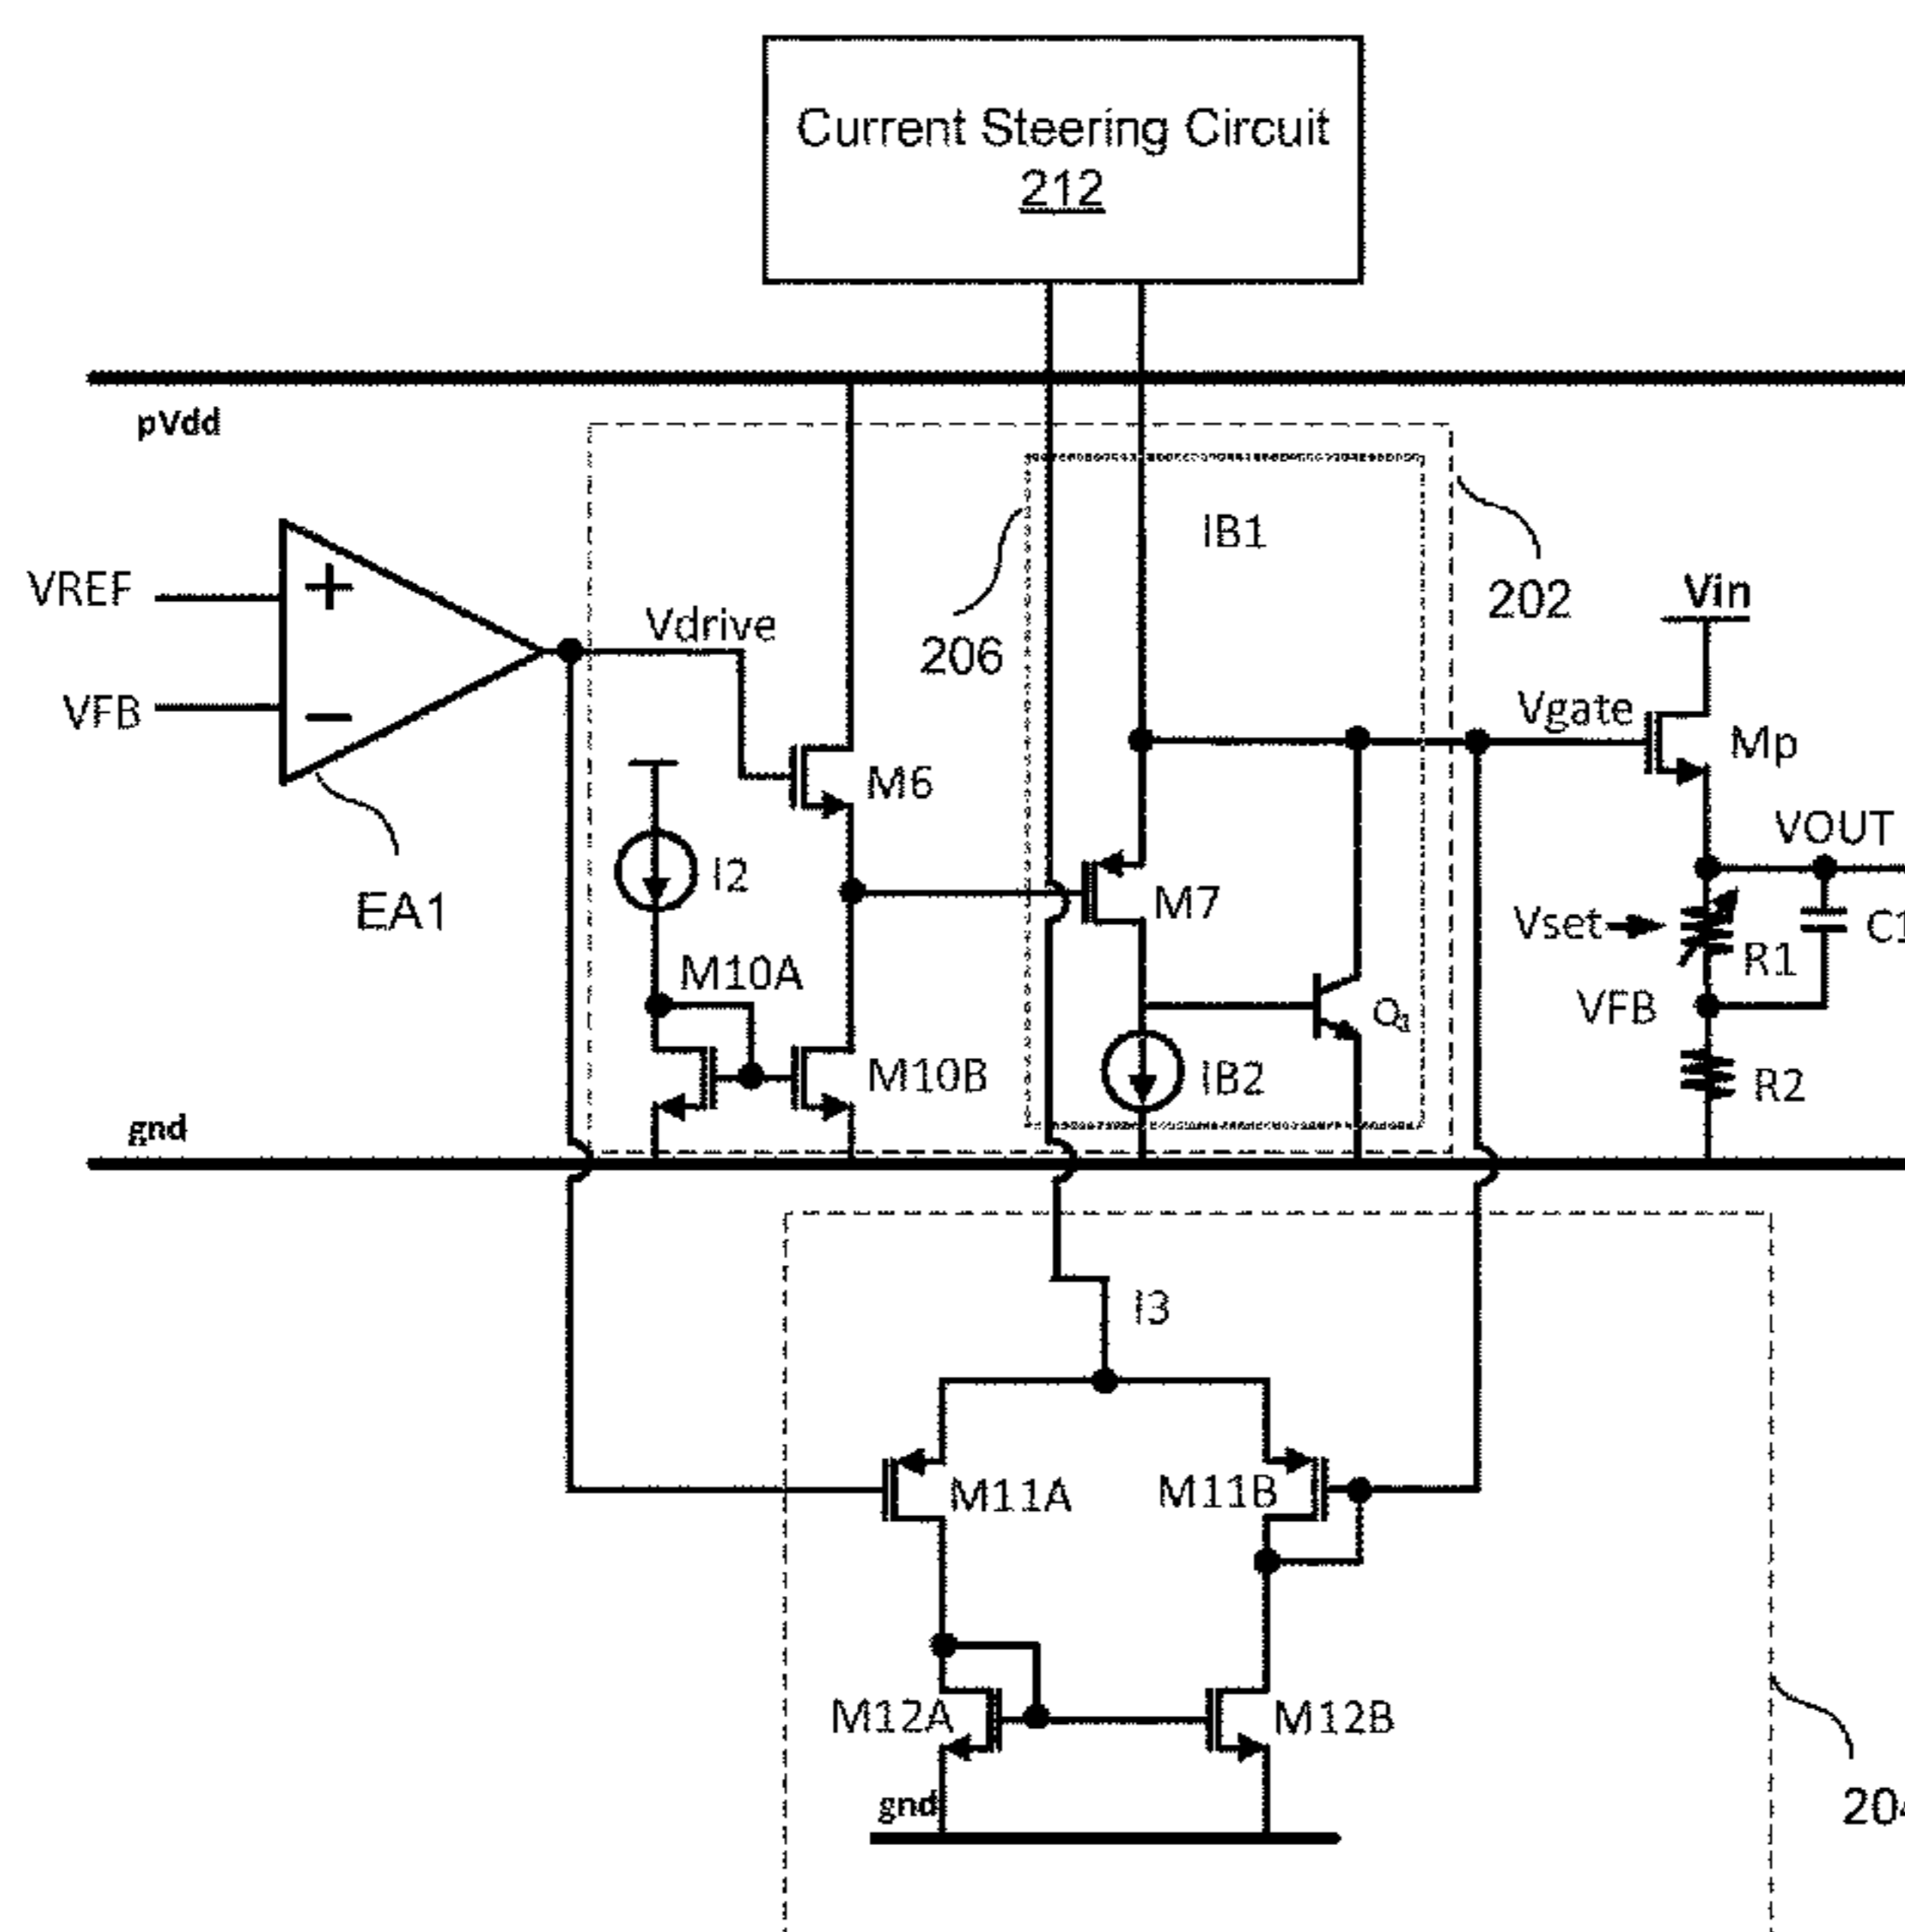 Current Steering Circuit
212
pVdd
IB1
202
206
VREF
+
Vdrive
Vin
VFB
−
Vgate
Mp
M6
VOUT
I2
EA1
M7
Vset
C1
R1
M10A
VFB
M10B
IB2
R2
gnd
I3
M11A
M11B
M12A
M12B
gnd